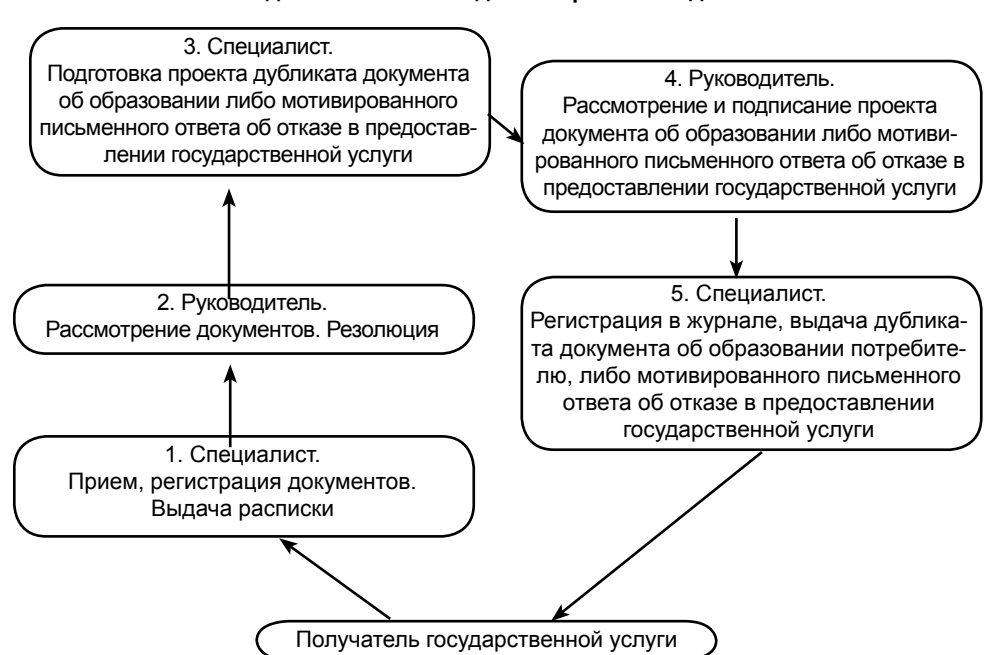 3. Специалист.
Подготовка проекта дубликата документа
об образовании либо мотивированного
письменного ответа об отказе в предостав-
лении государственной услуги
4. Руководитель.
Рассмотрение и подписание проекта
документа об образовании либо мотиви-
рованного письменного ответа об отказе в
предоставлении государственной услуги
2. Руководитель.
Рассмотрение документов. Резолюция
5. Специалист.
Регистрация в журнале, выдача дублика-
та документа об образовании потребите-
лю, либо мотивированного письменного
ответа об отказе в предоставлении
государственной услуги
1. Специалист.
Прием, регистрация документов.
Выдача расписки
Получатель государственной услуги